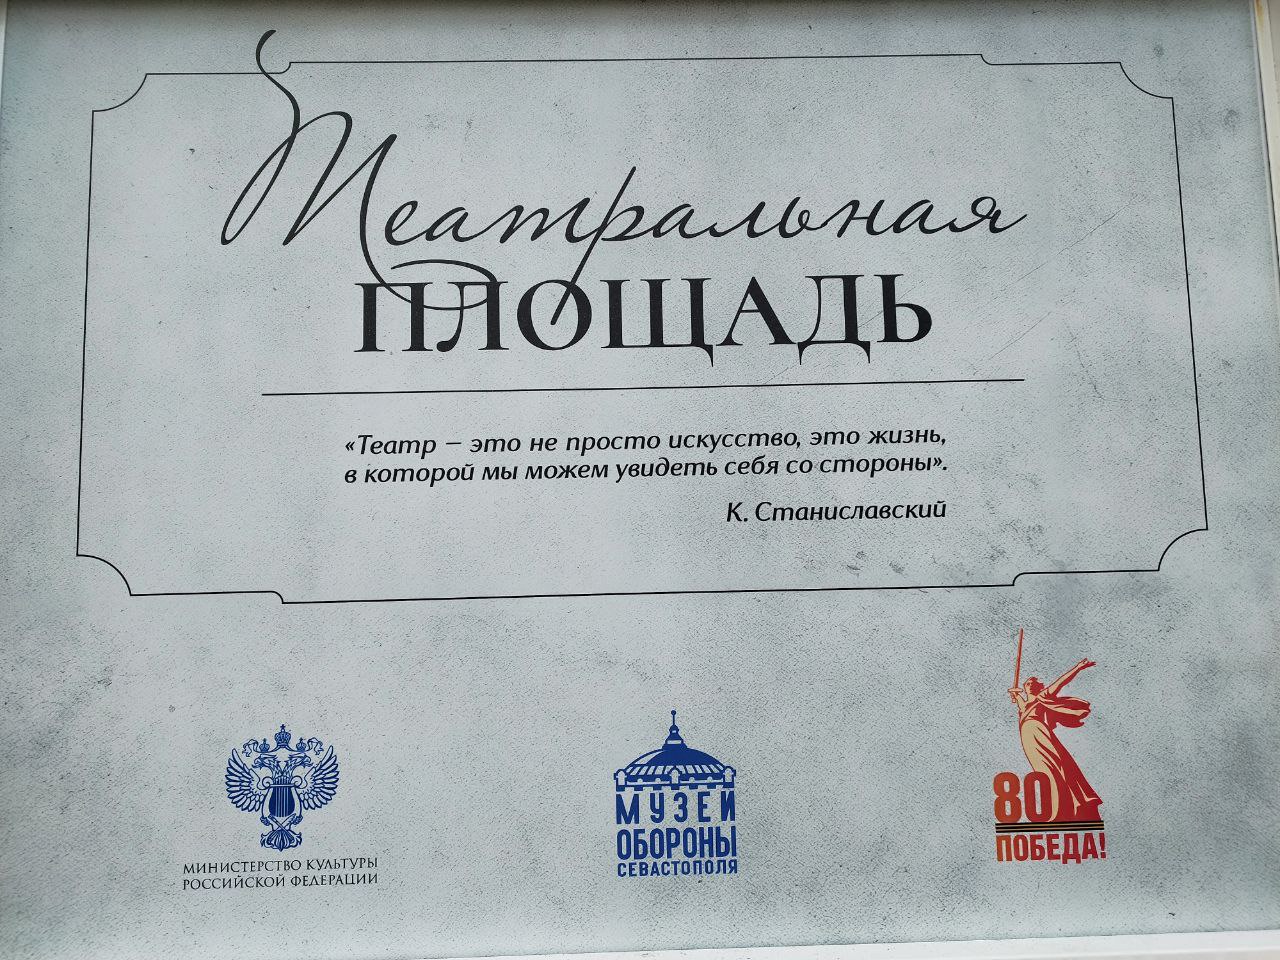 Театральная
ПЛОЩАДЬ
«Театр – это не просто искусство, это жизнь,
в которой мы можем увидеть себя со стороны».
К. Станиславский
МИНИСТЕРСТВО КУЛЬТУРЫ
РОССИЙСКОЙ ФЕДЕРАЦИИ
МУЗЕЙ
ОБОРОНЫ
СЕВАСТОПОЛЯ
80
ПОБЕДА!